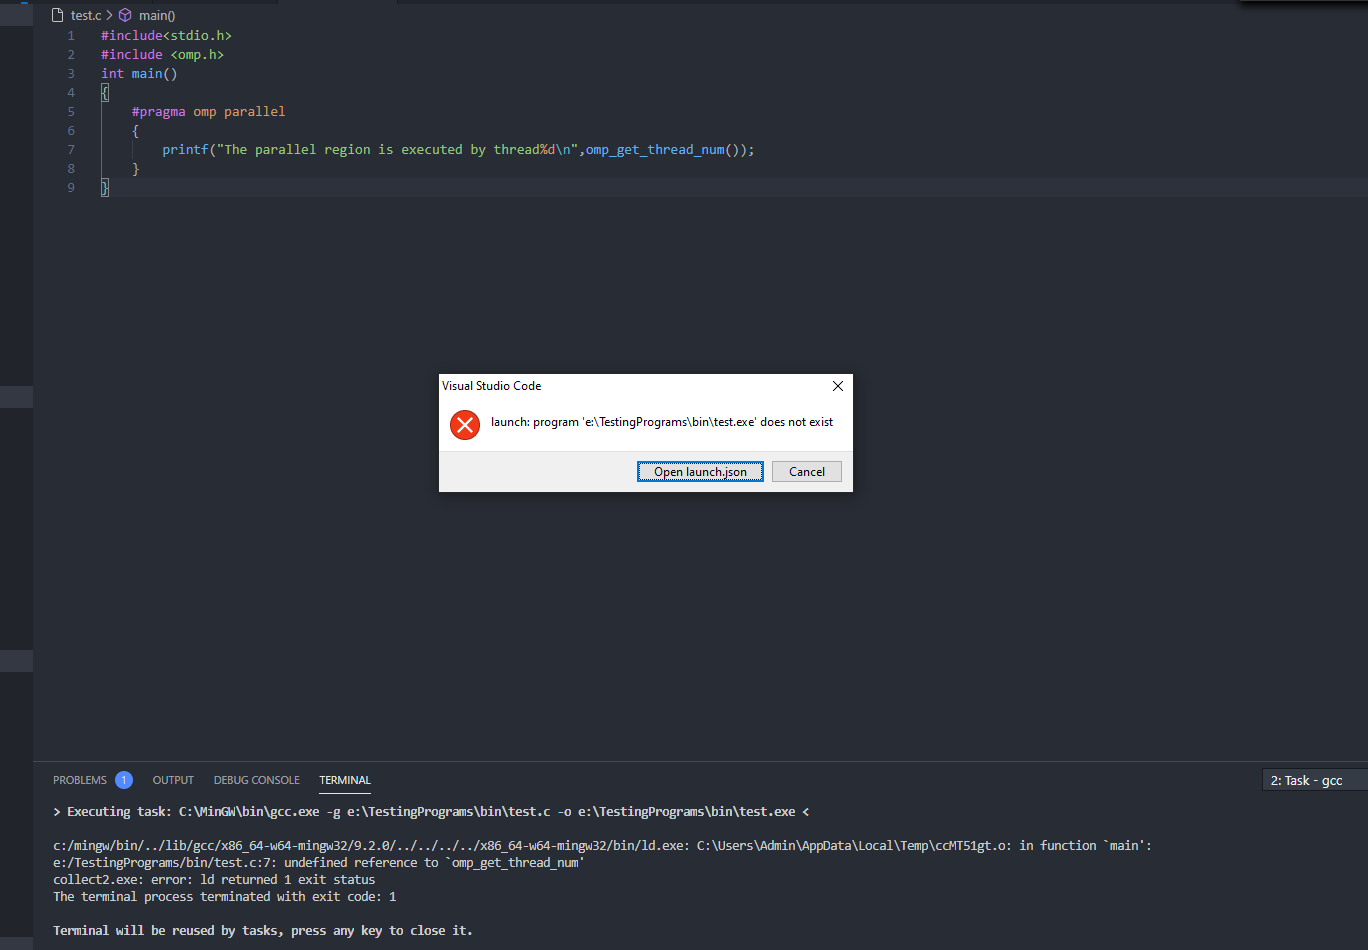 test.c > main()
1 #include<stdio.h>
2 #include <omp.h>
3 int main()
4 {
5 #pragma omp parallel
6 {
7 printf("The parallel region is executed by thread%d\n",omp_get_thread_num());
8 }
9 }
Visual Studio Code
launch: program 'e:\TestingPrograms\bin\test.exe' does not exist
Open launch.json Cancel
PROBLEMS 1 OUTPUT DEBUG CONSOLE TERMINAL 2: Task - gcc
> Executing task: C:\MinGW\bin\gcc.exe -g e:\TestingPrograms\bin\test.c -o e:\TestingPrograms\bin\test.exe <
c:/mingw/bin/../lib/gcc/x86_64-w64-mingw32/9.2.0/../../../../x86_64-w64-mingw32/bin/ld.exe: C:\Users\Admin\AppData\Local\Temp\ccMT51gt.o: in function `main':
e:/TestingPrograms/bin/test.c:7: undefined reference to `omp_get_thread_num'
collect2.exe: error: ld returned 1 exit status
The terminal process terminated with exit code: 1
Terminal will be reused by tasks, press any key to close it.